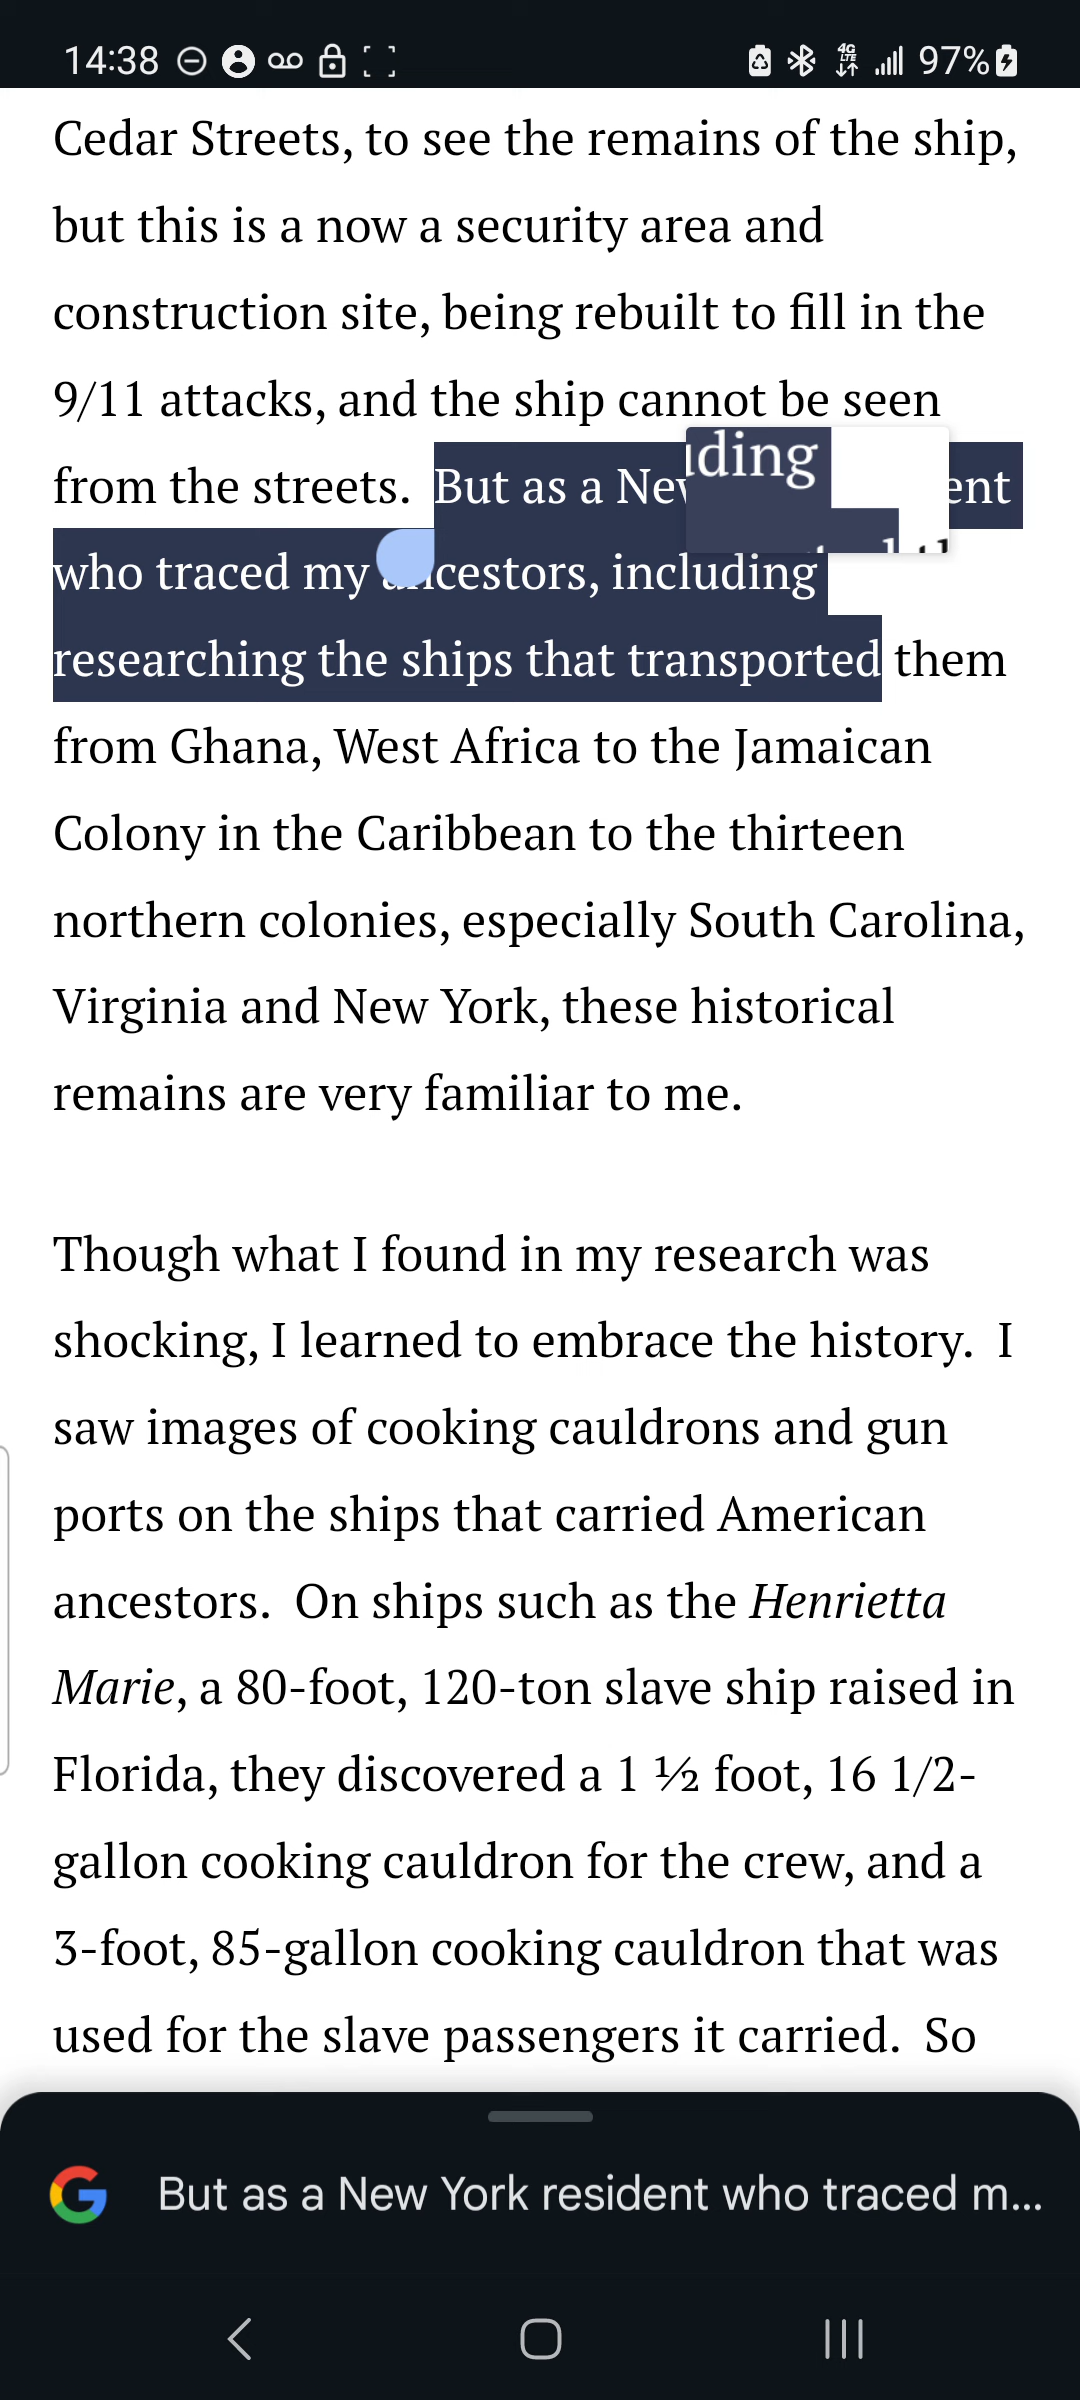 14:38 4G LTE 97%
Cedar Streets, to see the remains of the ship,
but this is a now a security area and
construction site, being rebuilt to fill in the
9/11 attacks, and the ship cannot be seen
from the streets. But as a New ent
ding
who traced my ancestors, including
researching the ships that transported them
from Ghana, West Africa to the Jamaican
Colony in the Caribbean to the thirteen
northern colonies, especially South Carolina,
Virginia and New York, these historical
remains are very familiar to me.
Though what I found in my research was
shocking, I learned to embrace the history. I
saw images of cooking cauldrons and gun
ports on the ships that carried American
ancestors. On ships such as the Henrietta
Marie, a 80-foot, 120-ton slave ship raised in
Florida, they discovered a 1 ½ foot, 16 1/2-
gallon cooking cauldron for the crew, and a
3-foot, 85-gallon cooking cauldron that was
used for the slave passengers it carried. So
G But as a New York resident who traced m...